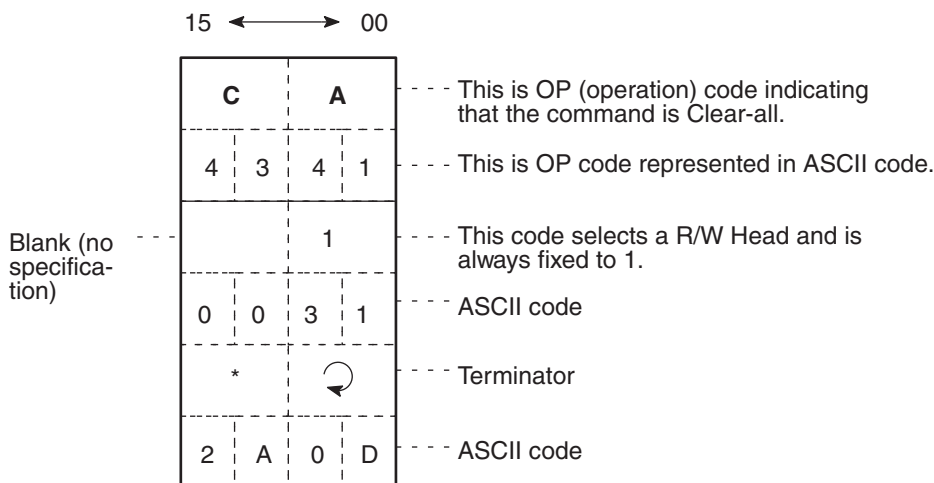 15 00
C A
This is OP (operation) code indicating
that the command is Clear-all.
4 3 4 1
This is OP code represented in ASCII code.
Blank (no
specifica-
tion)
1
This code selects a R/W Head and is
always fixed to 1.
0 0 3 1
ASCII code
*
Terminator
2 A 0 D
ASCII code